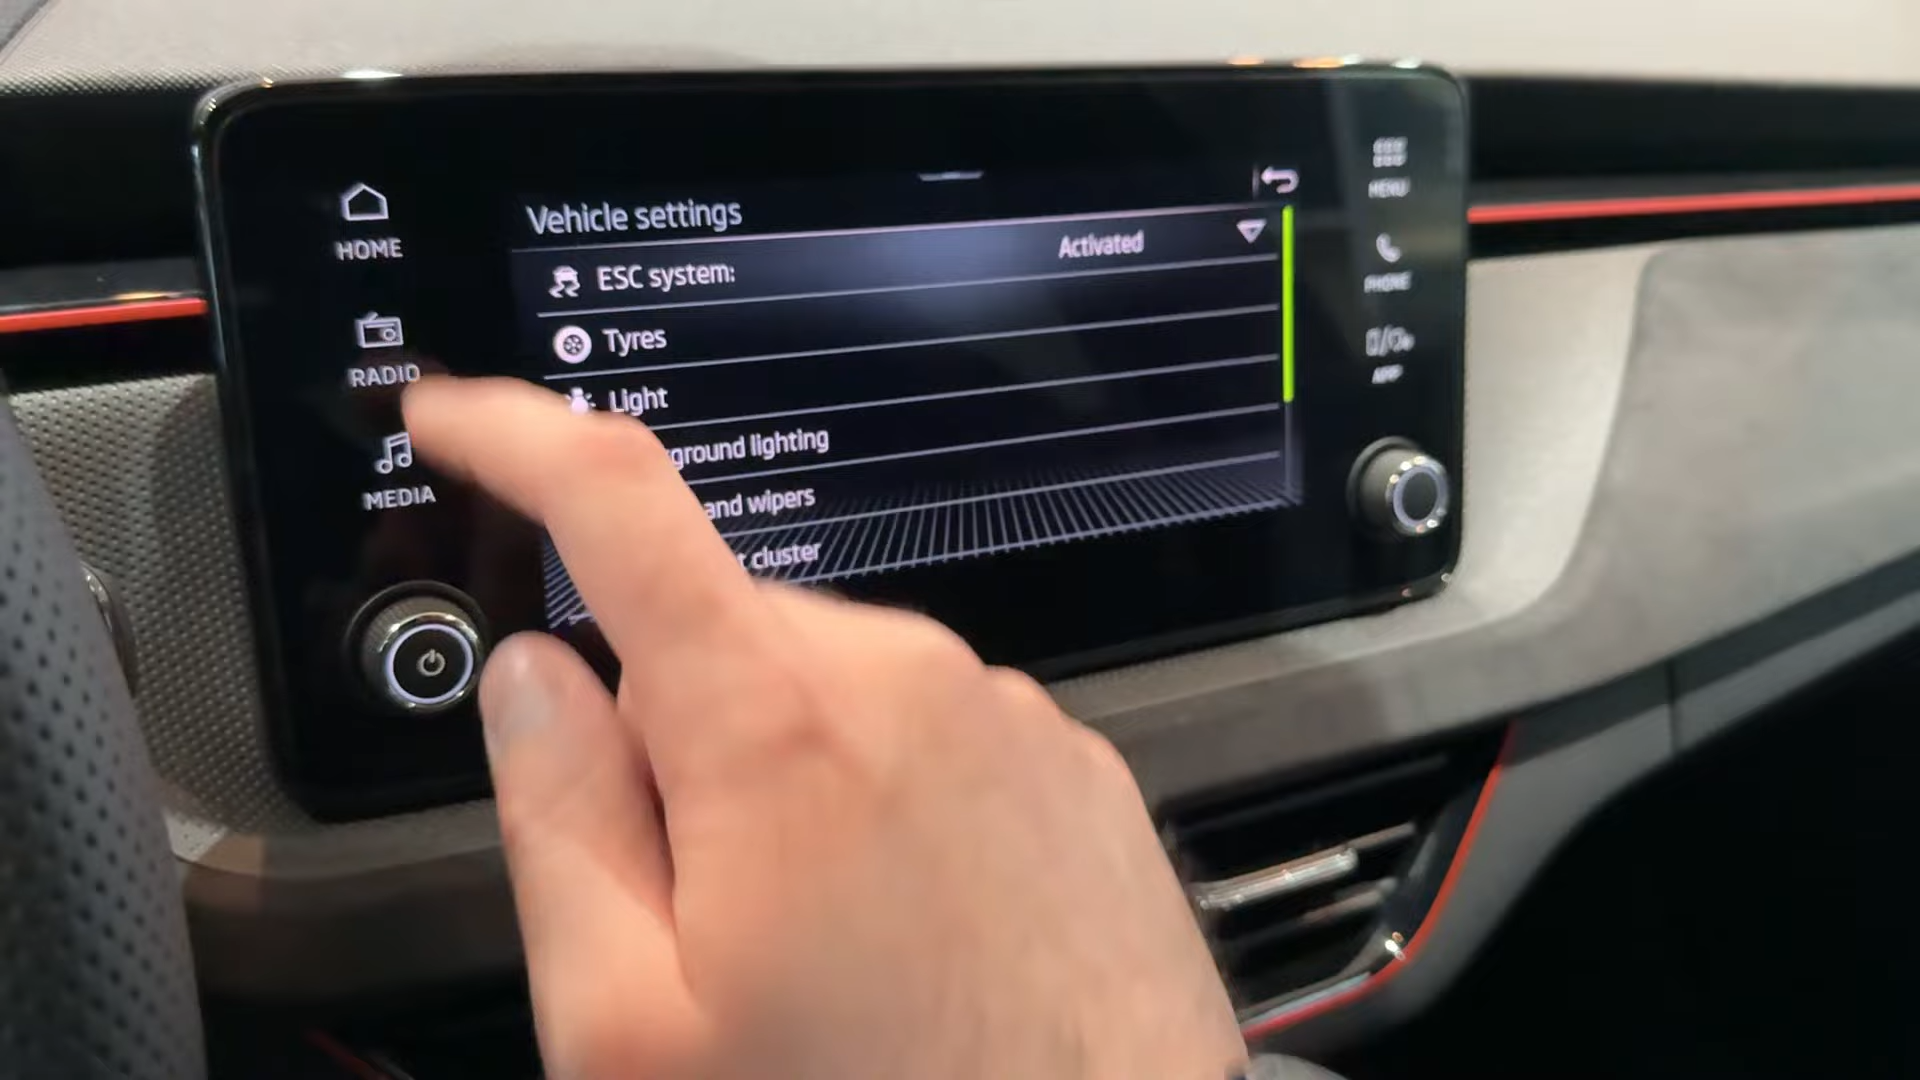 HOME
RADIO
MEDIA
Vehicle settings
ESC system: Activated
Tyres
Light
ground lighting
and wipers
t cluster
MENU
PHONE
APP